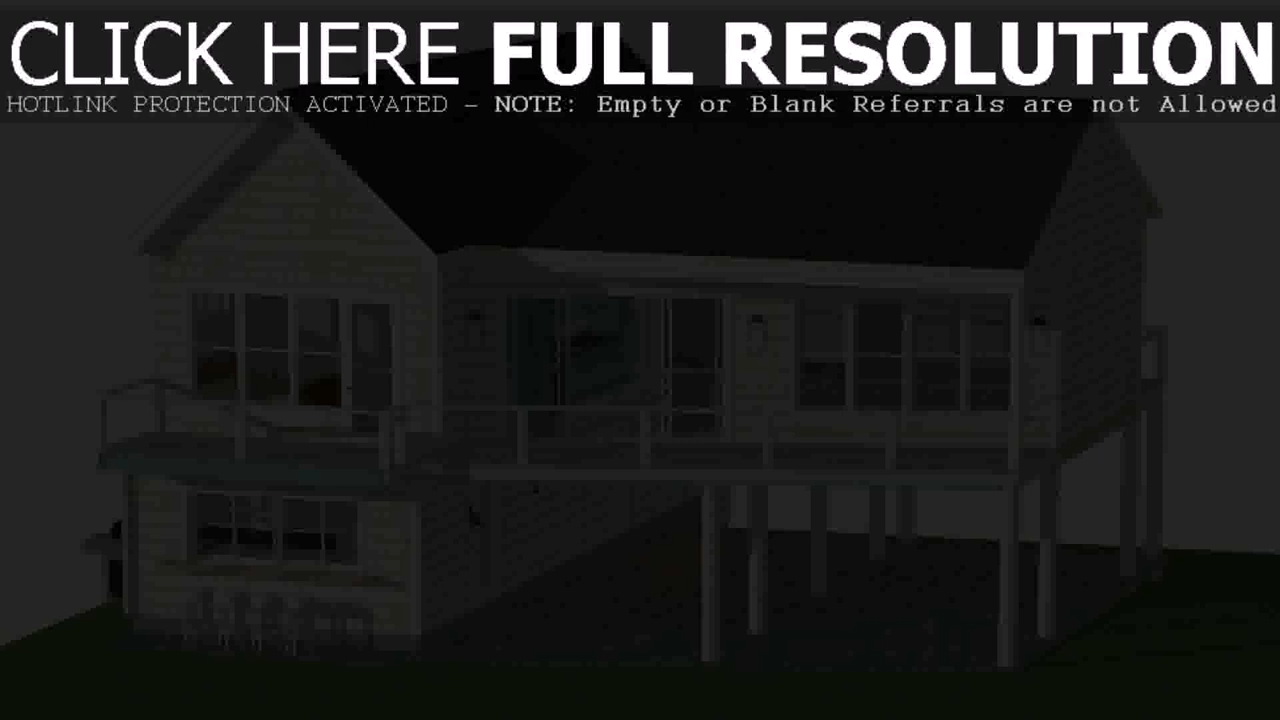 CLICK HERE FULL RESOLUTION
HOTLINK PROTECTION ACTIVATED – NOTE: Empty or Blank Referrals are not Allowed